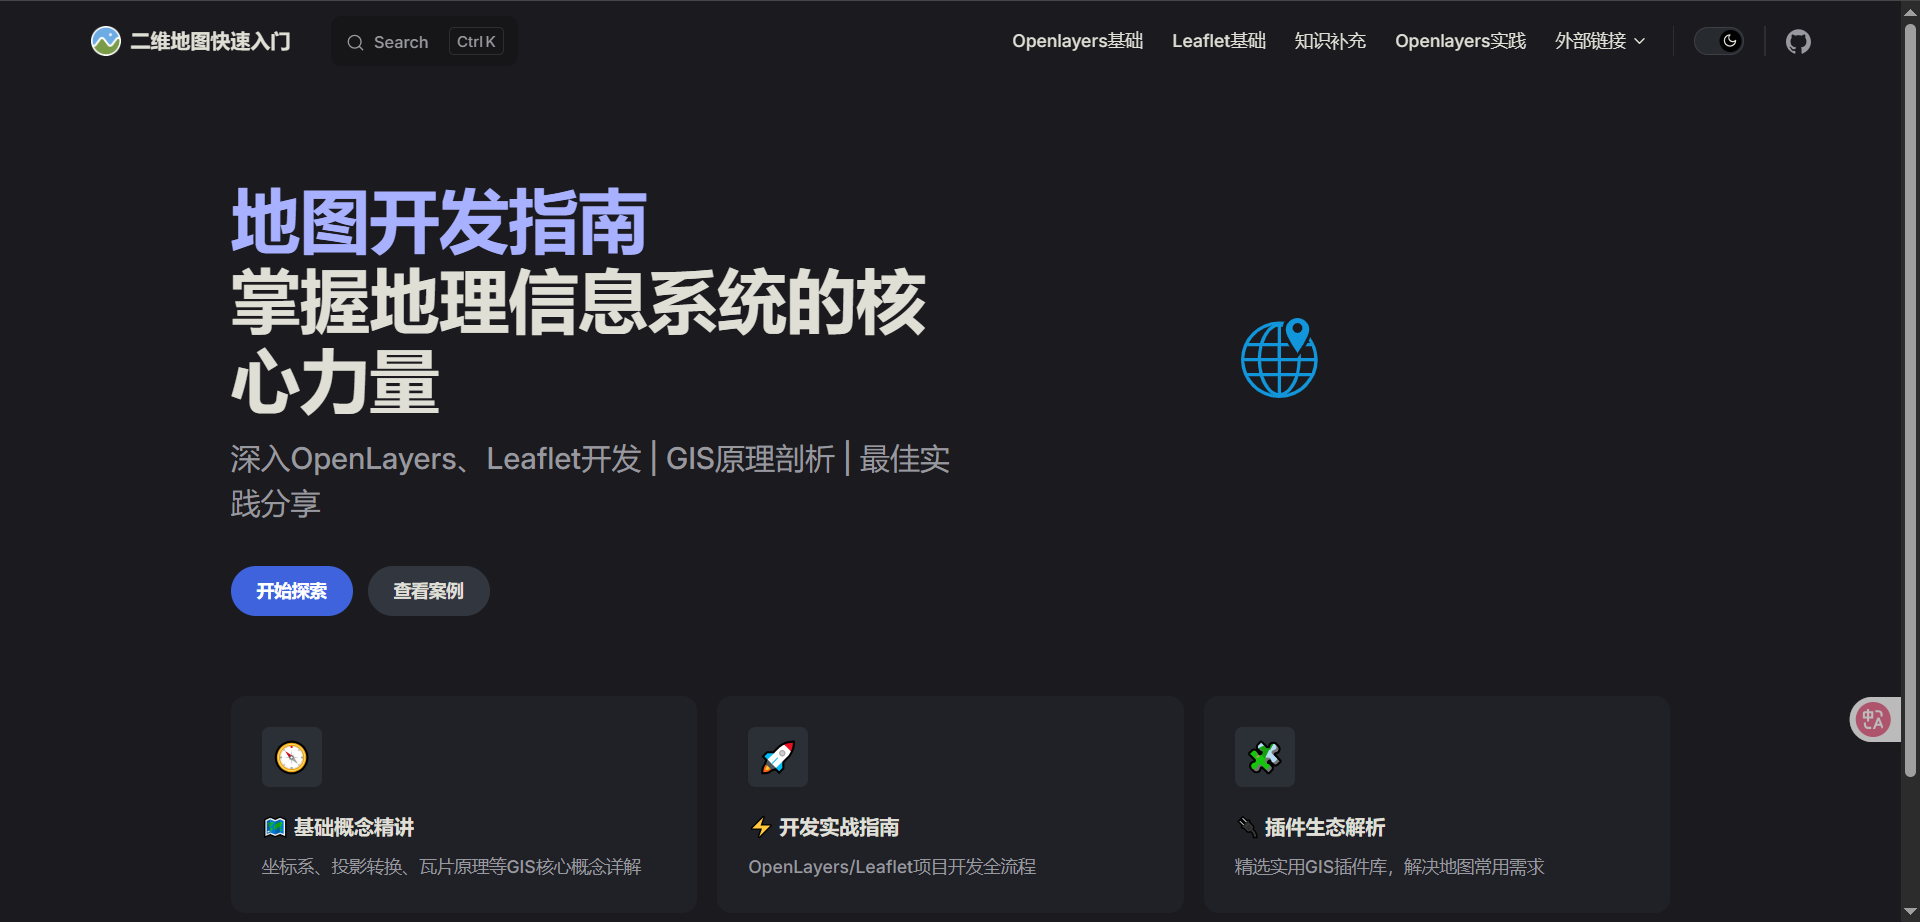 二维地图快速入门
Search
Ctrl K
Openlayers基础
Leaflet基础
知识补充
Openlayers实践
外部链接
地图开发指南
掌握地理信息系统的核
心力量
深入OpenLayers、Leaflet开发 | GIS原理剖析 | 最佳实
践分享
开始探索
查看案例
基础概念精讲
坐标系、投影转换、瓦片原理等GIS核心概念详解
开发实战指南
OpenLayers/Leaflet项目开发全流程
插件生态解析
精选实用GIS插件库，解决地图常用需求
中A